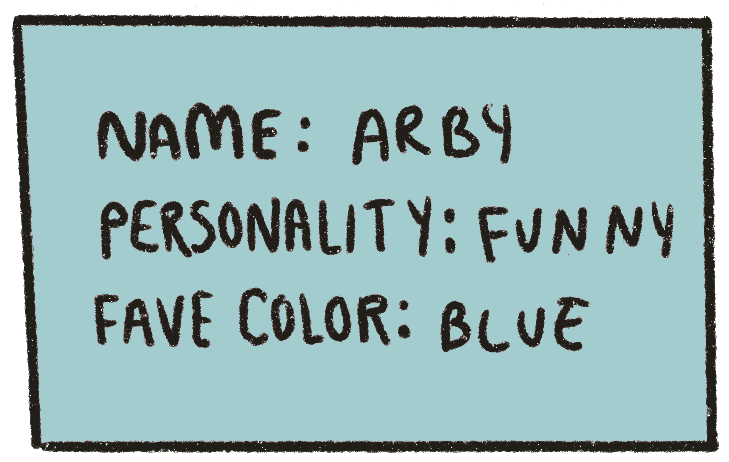 NAME: ARBY
PERSONALITY: FUNNY
FAVE COLOR: BLUE